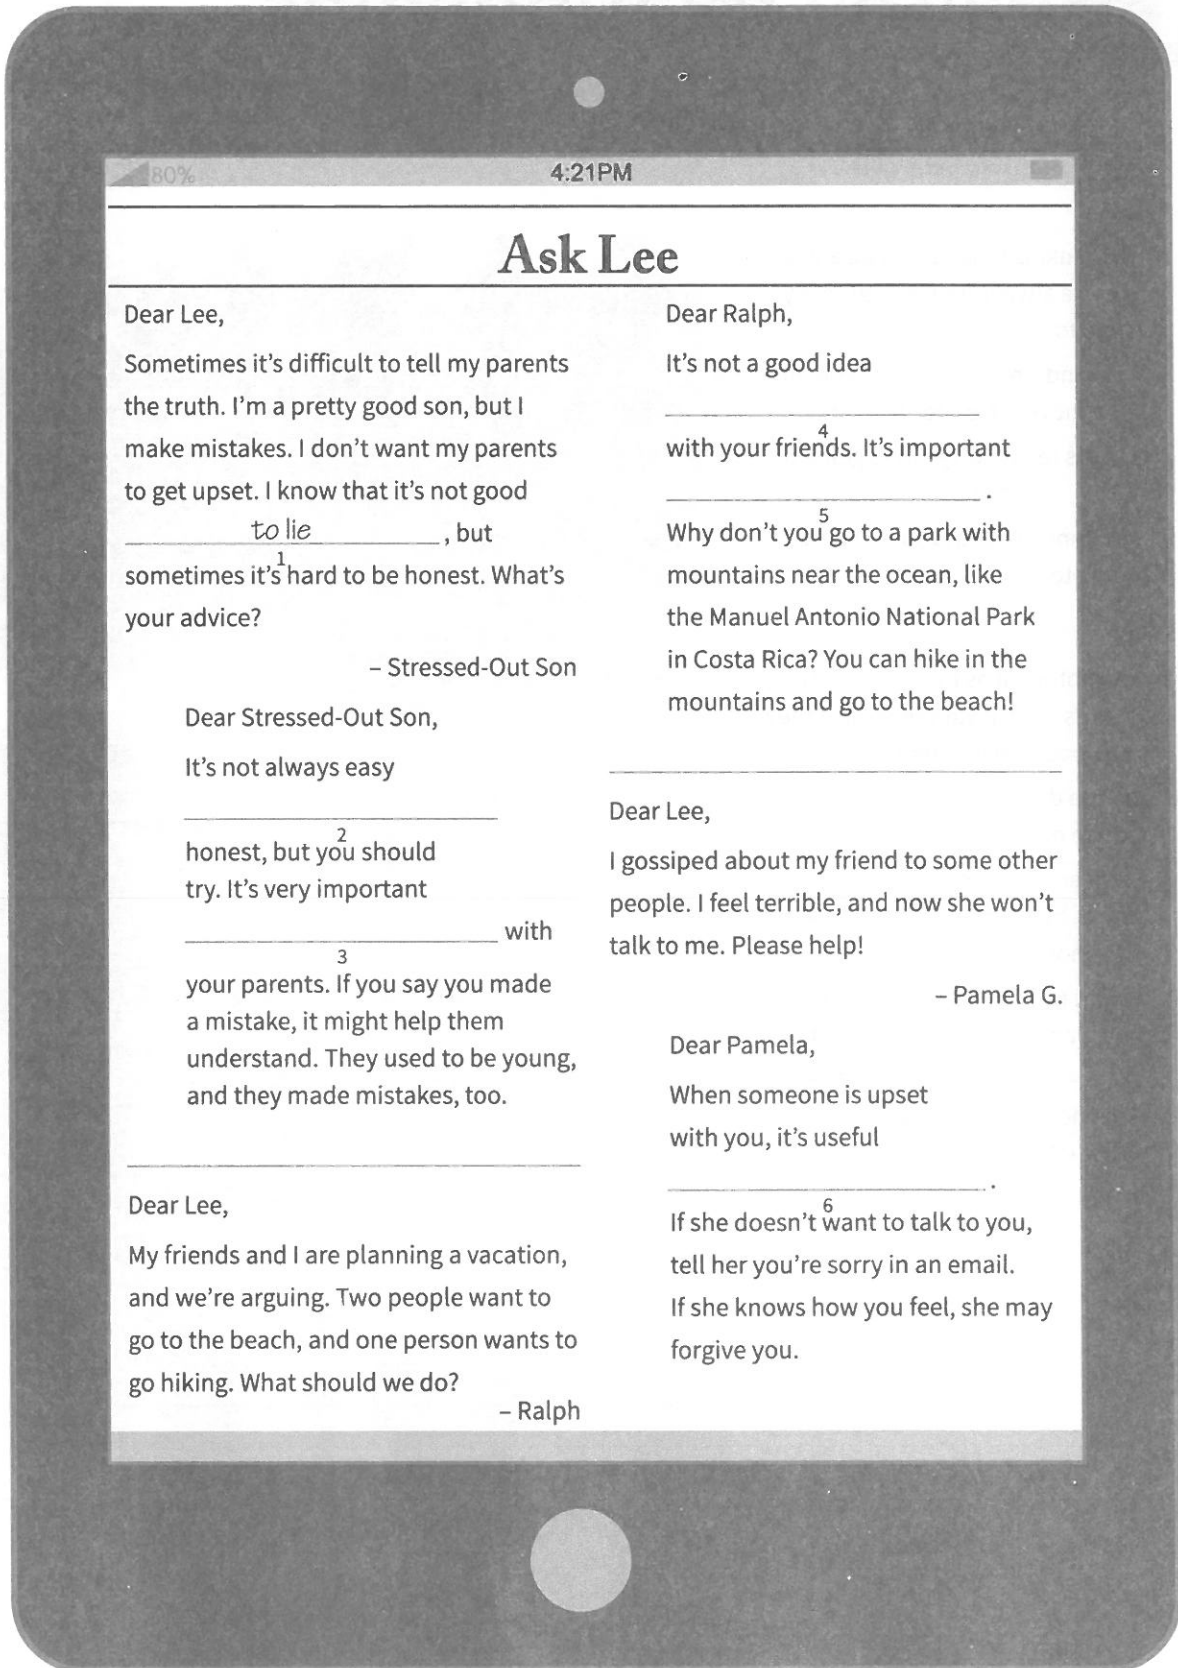 80%
4:21PM
Ask Lee
Dear Lee,
Sometimes it's difficult to tell my parents
the truth. I'm a pretty good son, but I
make mistakes. I don't want my parents
to get upset. I know that it's not good
to lie, but
1
sometimes it's hard to be honest. What's
your advice?
– Stressed-Out Son
Dear Stressed-Out Son,
It's not always easy
2
honest, but you should
try. It's very important
with
3
your parents. If you say you made
a mistake, it might help them
understand. They used to be young,
and they made mistakes, too.
Dear Lee,
My friends and I are planning a vacation,
and we're arguing. Two people want to
go to the beach, and one person wants to
go hiking. What should we do?
– Ralph
Dear Ralph,
It's not a good idea
4
with your friends. It's important
.
5
Why don't you go to a park with
mountains near the ocean, like
the Manuel Antonio National Park
in Costa Rica? You can hike in the
mountains and go to the beach!
Dear Lee,
I gossiped about my friend to some other
people. I feel terrible, and now she won't
talk to me. Please help!
– Pamela G.
Dear Pamela,
When someone is upset
with you, it's useful
.
6
If she doesn't want to talk to you,
tell her you're sorry in an email.
If she knows how you feel, she may
forgive you.